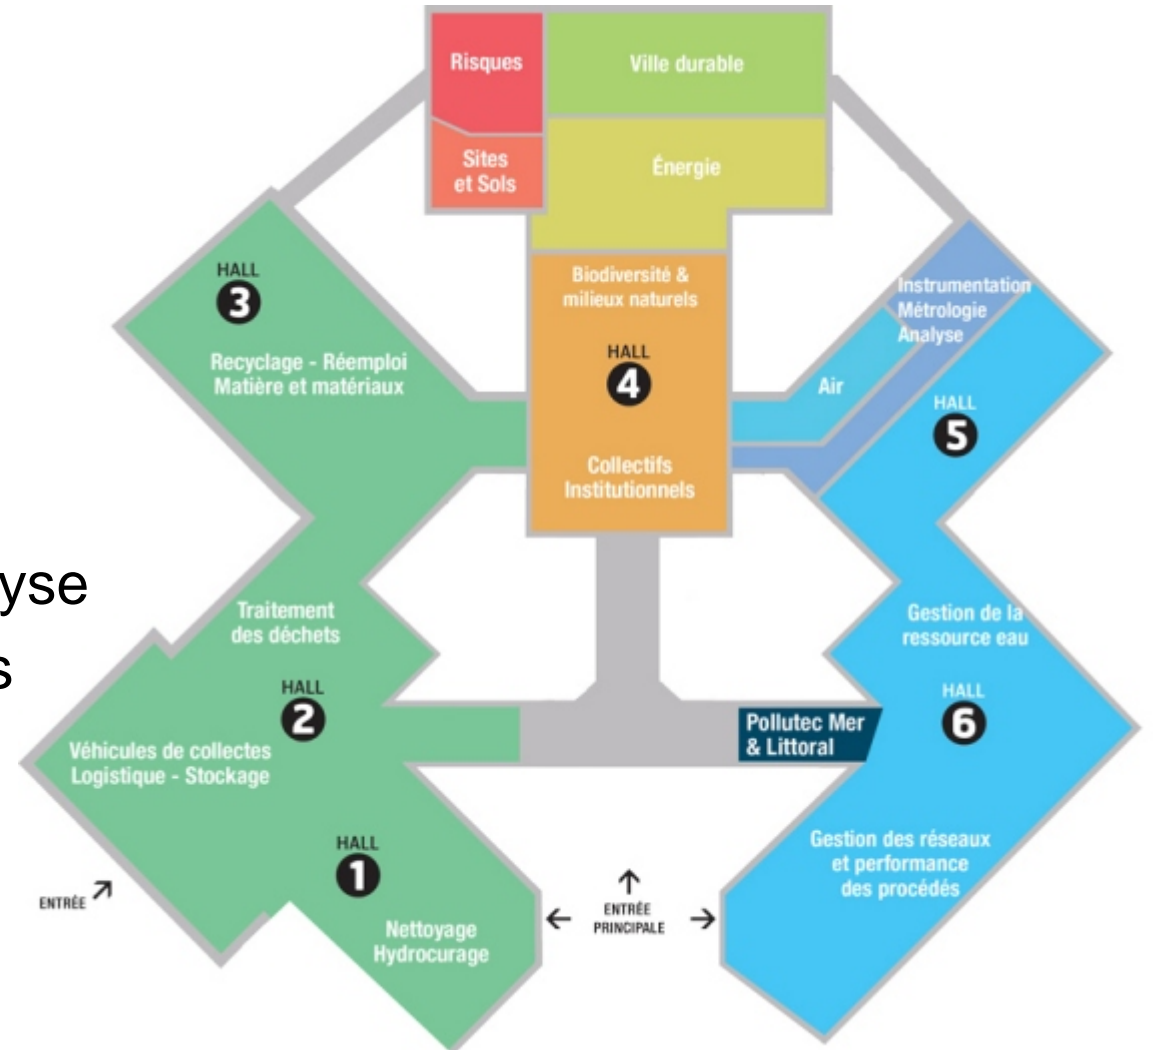 Risques
Ville durable
Sites
et Sols
Énergie
HALL
3
Recyclage - Réemploi
Matière et matériaux
Biodiversité &
milieux naturels
HALL
4
Collectifs
Institutionnels
Instrumentation
Métrologie
Analyse
Air
HALL
5
yse
s
Traitement
des déchets
HALL
2
Véhicules de collectes
Logistique - Stockage
Gestion de la
ressource eau
HALL
6
Pollutec Mer
& Littoral
HALL
1
Nettoyage
Hydrocurage
ENTRÉE
ENTRÉE
PRINCIPALE
Gestion des réseaux
et performance
des procédés